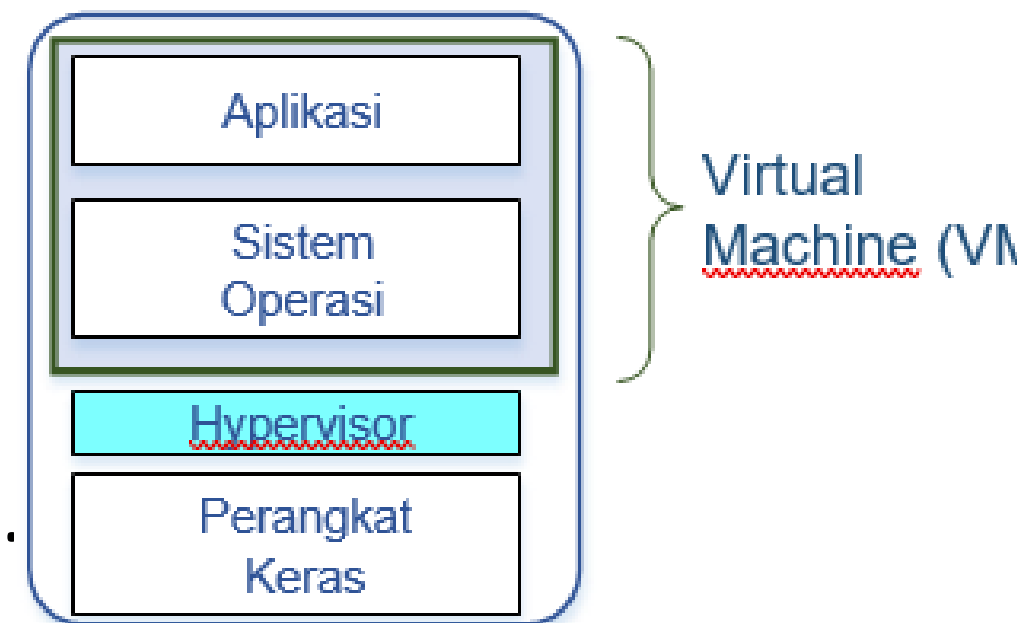 Aplikasi
Sistem
Operasi
Virtual
Machine (VM
Hypervisor
Perangkat
Keras